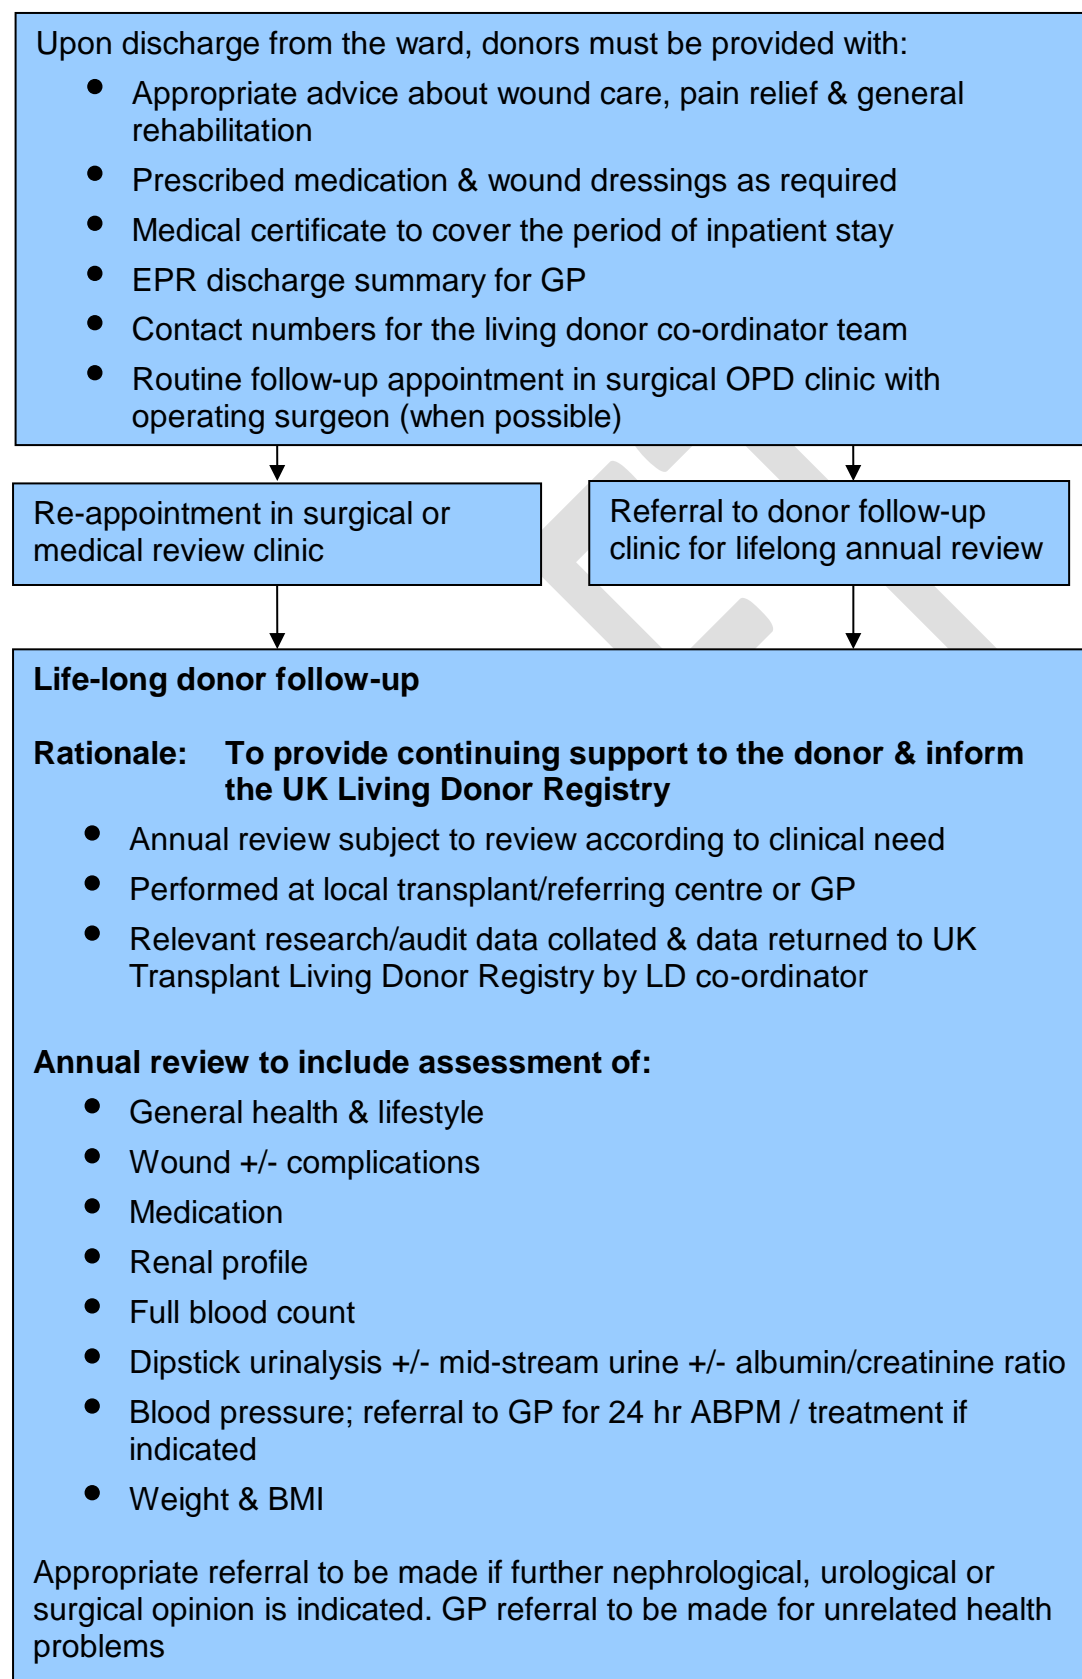 Upon discharge from the ward, donors must be provided with:
• Appropriate advice about wound care, pain relief & general
rehabilitation
• Prescribed medication & wound dressings as required
• Medical certificate to cover the period of inpatient stay
• EPR discharge summary for GP
• Contact numbers for the living donor co-ordinator team
• Routine follow-up appointment in surgical OPD clinic with
operating surgeon (when possible)
Re-appointment in surgical or
medical review clinic
Referral to donor follow-up
clinic for lifelong annual review
Life-long donor follow-up
Rationale: To provide continuing support to the donor & inform
the UK Living Donor Registry
• Annual review subject to review according to clinical need
• Performed at local transplant/referring centre or GP
• Relevant research/audit data collated & data returned to UK
Transplant Living Donor Registry by LD co-ordinator
Annual review to include assessment of:
• General health & lifestyle
• Wound +/- complications
• Medication
• Renal profile
• Full blood count
• Dipstick urinalysis +/- mid-stream urine +/- albumin/creatinine ratio
• Blood pressure; referral to GP for 24 hr ABPM / treatment if
indicated
• Weight & BMI
Appropriate referral to be made if further nephrological, urological or
surgical opinion is indicated. GP referral to be made for unrelated health
problems